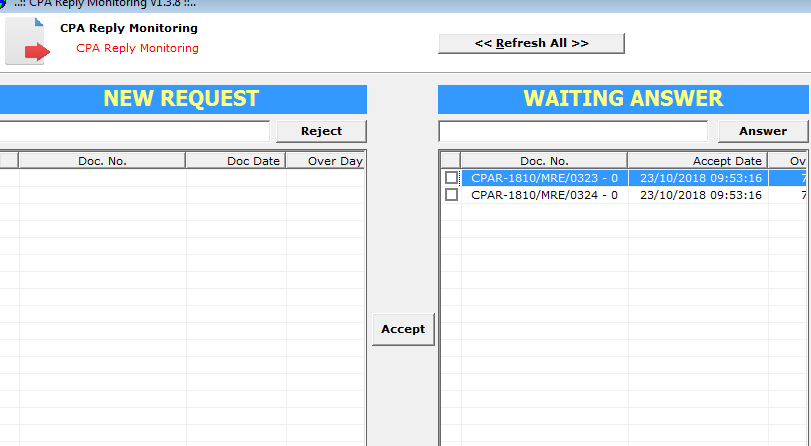 ..:: CPA Reply Monitoring V1.3.8 ::..
CPA Reply Monitoring
CPA Reply Monitoring
<< Refresh All >>
NEW REQUEST
Reject
Doc. No. Doc Date Over Day
Accept
WAITING ANSWER
Answer
Doc. No. Accept Date Ov
CPAR-1810/MRE/0323 - 0 23/10/2018 09:53:16 7
CPAR-1810/MRE/0324 - 0 23/10/2018 09:53:16 7